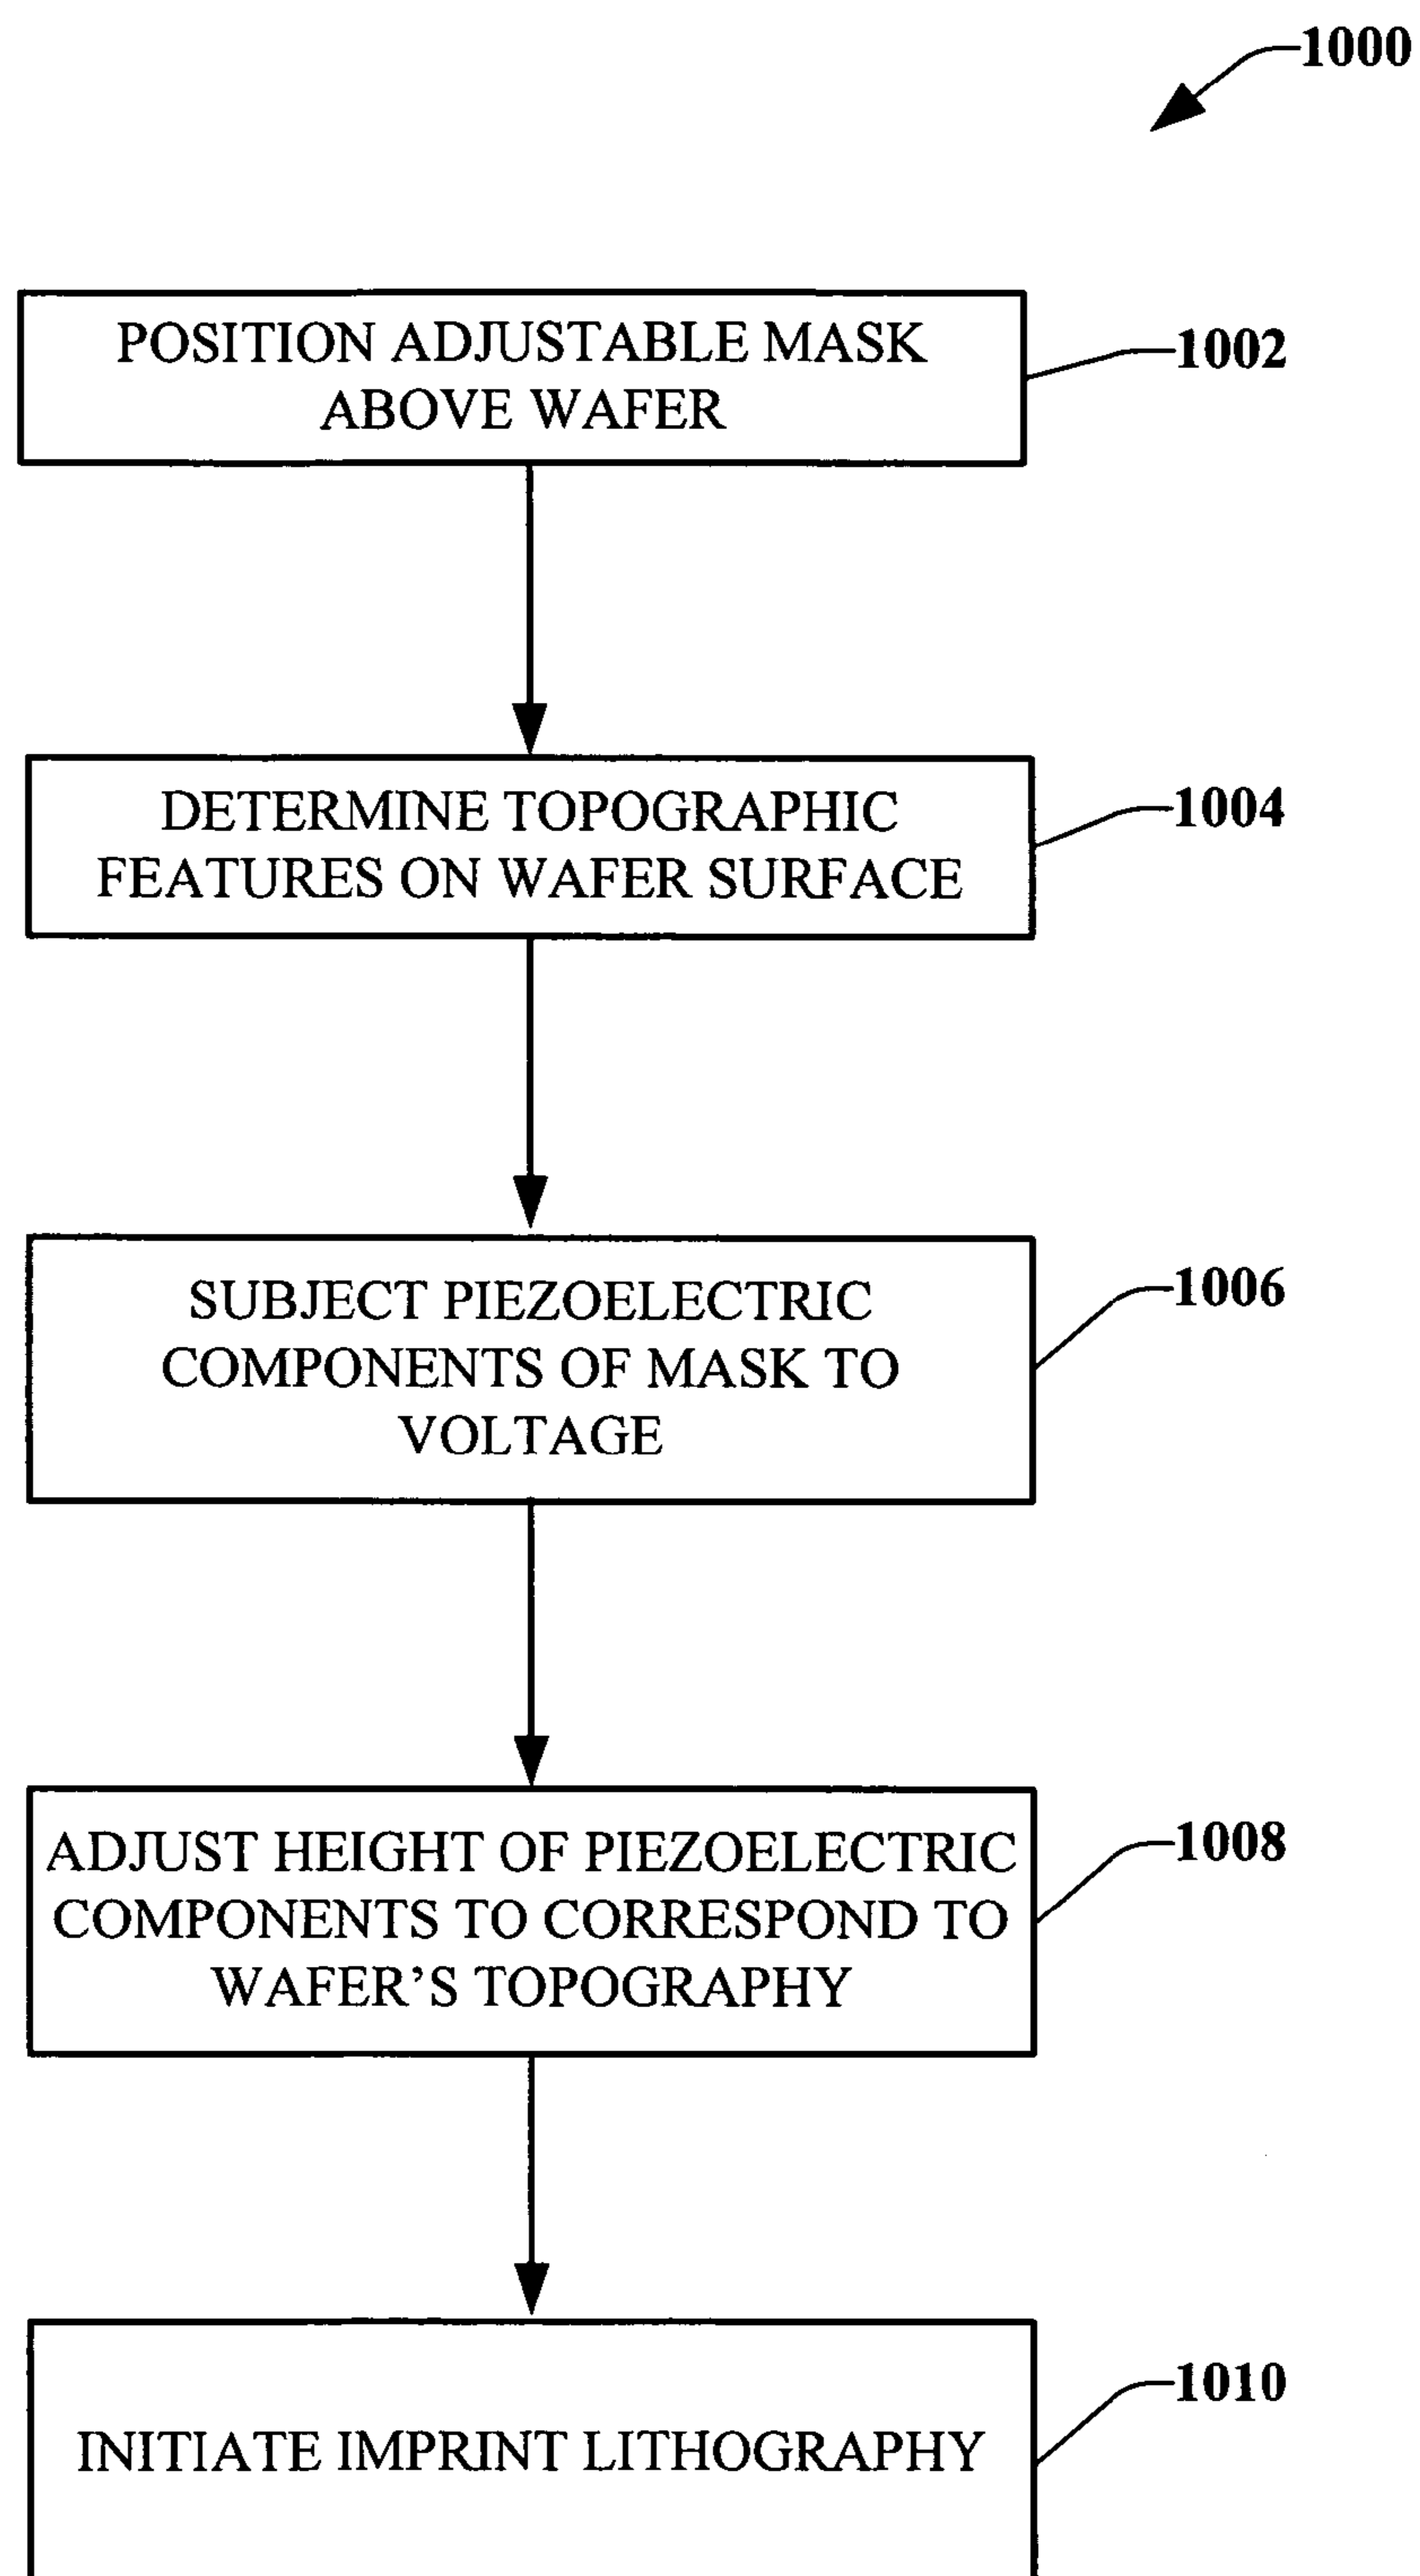 1000
POSITION ADJUSTABLE MASK
ABOVE WAFER
1002
DETERMINE TOPOGRAPHIC
FEATURES ON WAFER SURFACE
1004
SUBJECT PIEZOELECTRIC
COMPONENTS OF MASK TO
VOLTAGE
1006
ADJUST HEIGHT OF PIEZOELECTRIC
COMPONENTS TO CORRESPOND TO
WAFER’S TOPOGRAPHY
1008
INITIATE IMPRINT LITHOGRAPHY
1010